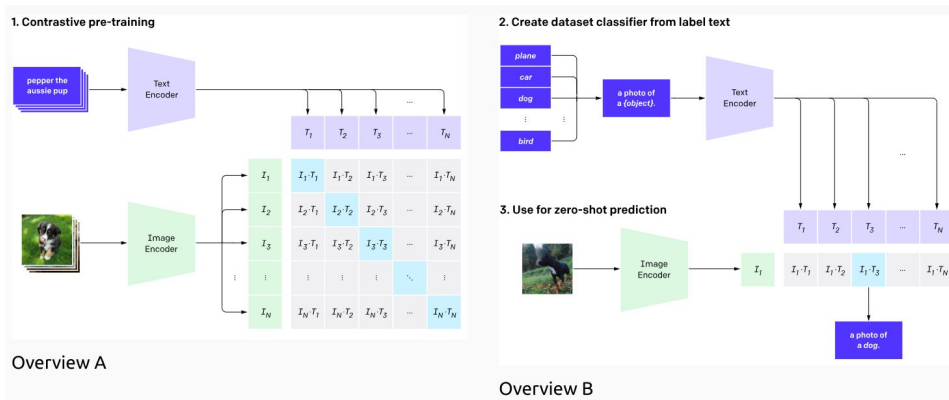 1. Contrastive pre-training
pepper the
aussie pup
Text
Encoder
...
T1 T2 T3 ... TN
I1 I1·T1 I1·T2 I1·T3 ... I1·TN
I2 I2·T1 I2·T2 I2·T3 ... I2·TN
Image
Encoder
I3 I3·T1 I3·T2 I3·T3 ... I3·TN
⋮ ⋮ ⋮ ⋮ ⋮ ⋱ ⋮
IN IN·T1 IN·T2 IN·T3 ... IN·TN
Overview A
2. Create dataset classifier from label text
plane
car
dog
⋮ ⋮
bird
a photo of
a {object}.
Text
Encoder
...
3. Use for zero-shot prediction
T1 T2 T3 ... TN
Image
Encoder
I1 I1·T1 I1·T2 I1·T3 ... I1·TN
a photo of
a dog.
Overview B